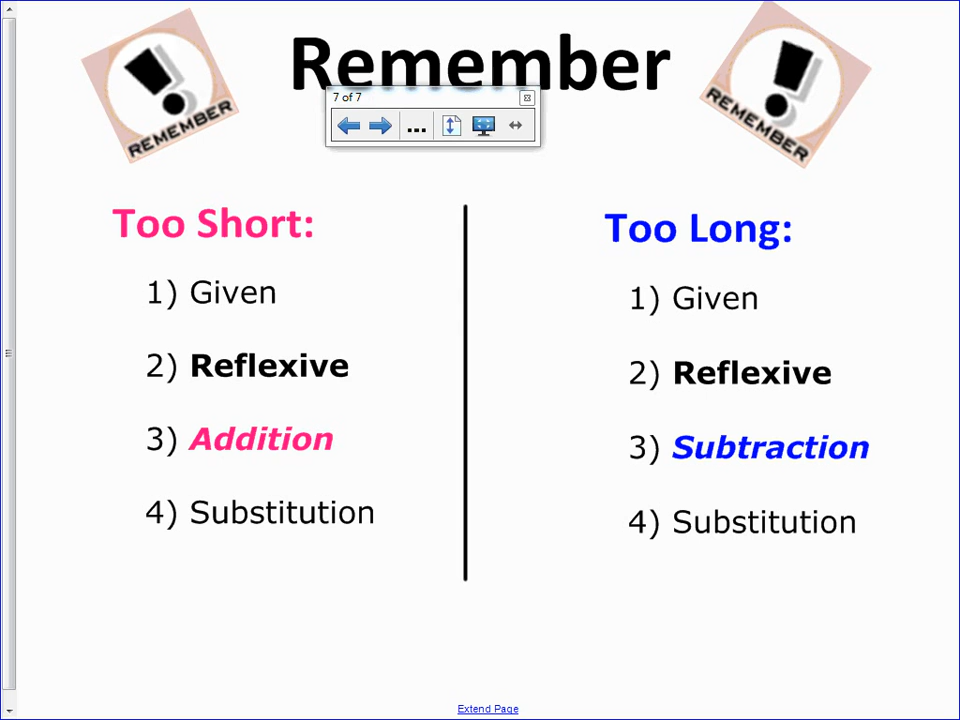 Remember
REMEMBER
REMEMBER
7 of 7
...
Too Short:
1) Given
2) Reflexive
3) Addition
4) Substitution
Too Long:
1) Given
2) Reflexive
3) Subtraction
4) Substitution
Extend Page